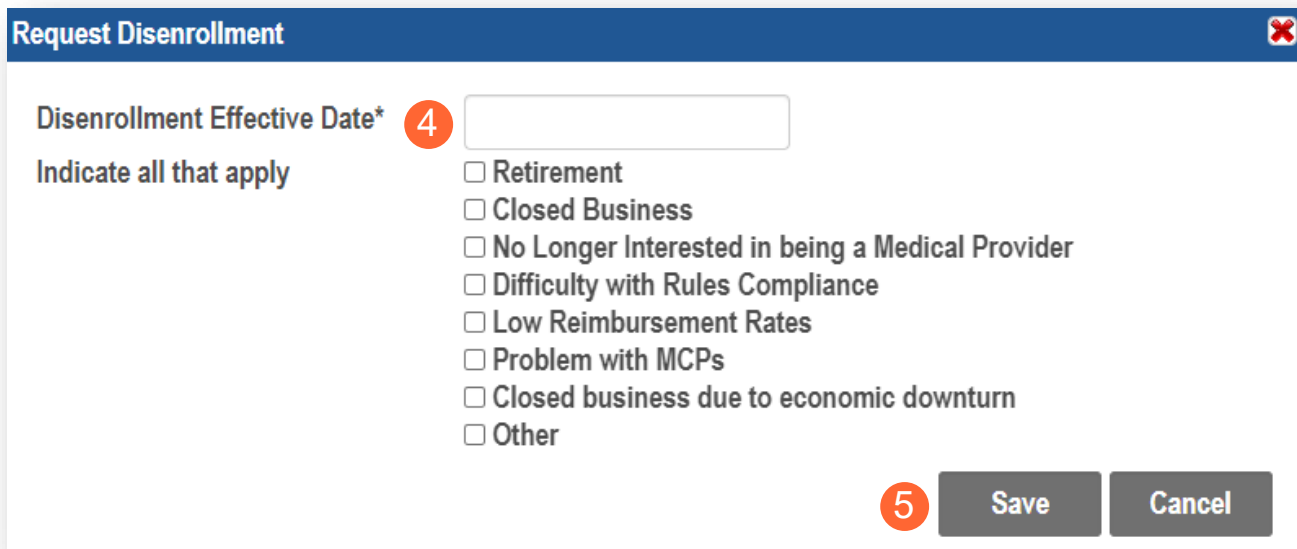 Request Disenrollment
Disenrollment Effective Date* 4
Indicate all that apply
Retirement
Closed Business
No Longer Interested in being a Medical Provider
Difficulty with Rules Compliance
Low Reimbursement Rates
Problem with MCPs
Closed business due to economic downturn
Other
5 Save Cancel